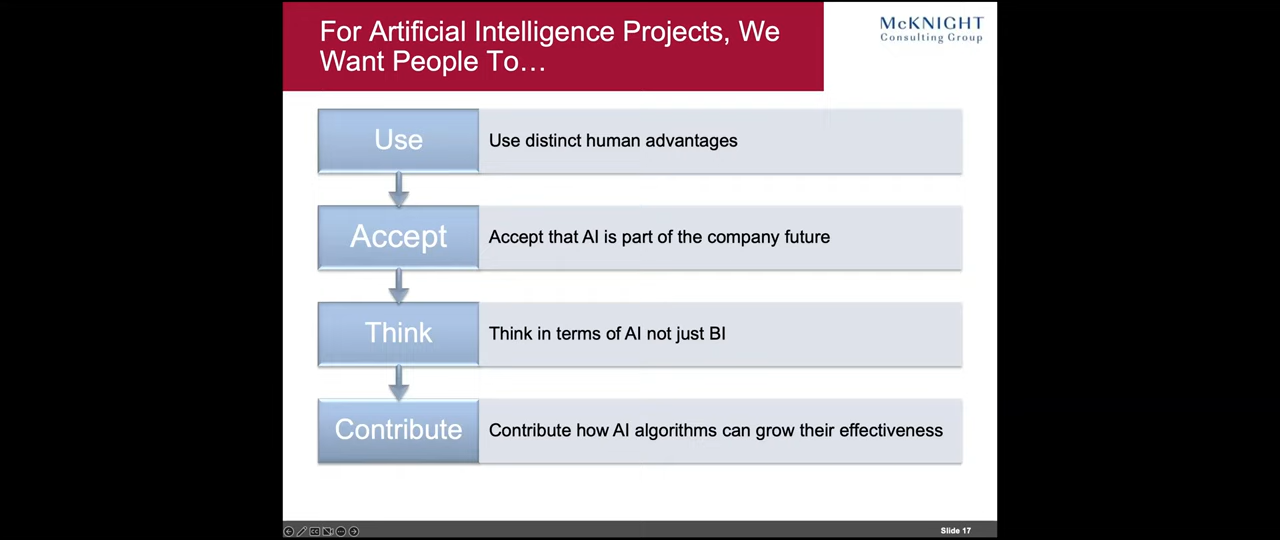 For Artificial Intelligence Projects, We
Want People To…
McKNIGHT
Consulting Group
Use
Use distinct human advantages
Accept
Accept that AI is part of the company future
Think
Think in terms of AI not just BI
Contribute
Contribute how AI algorithms can grow their effectiveness
Slide 17